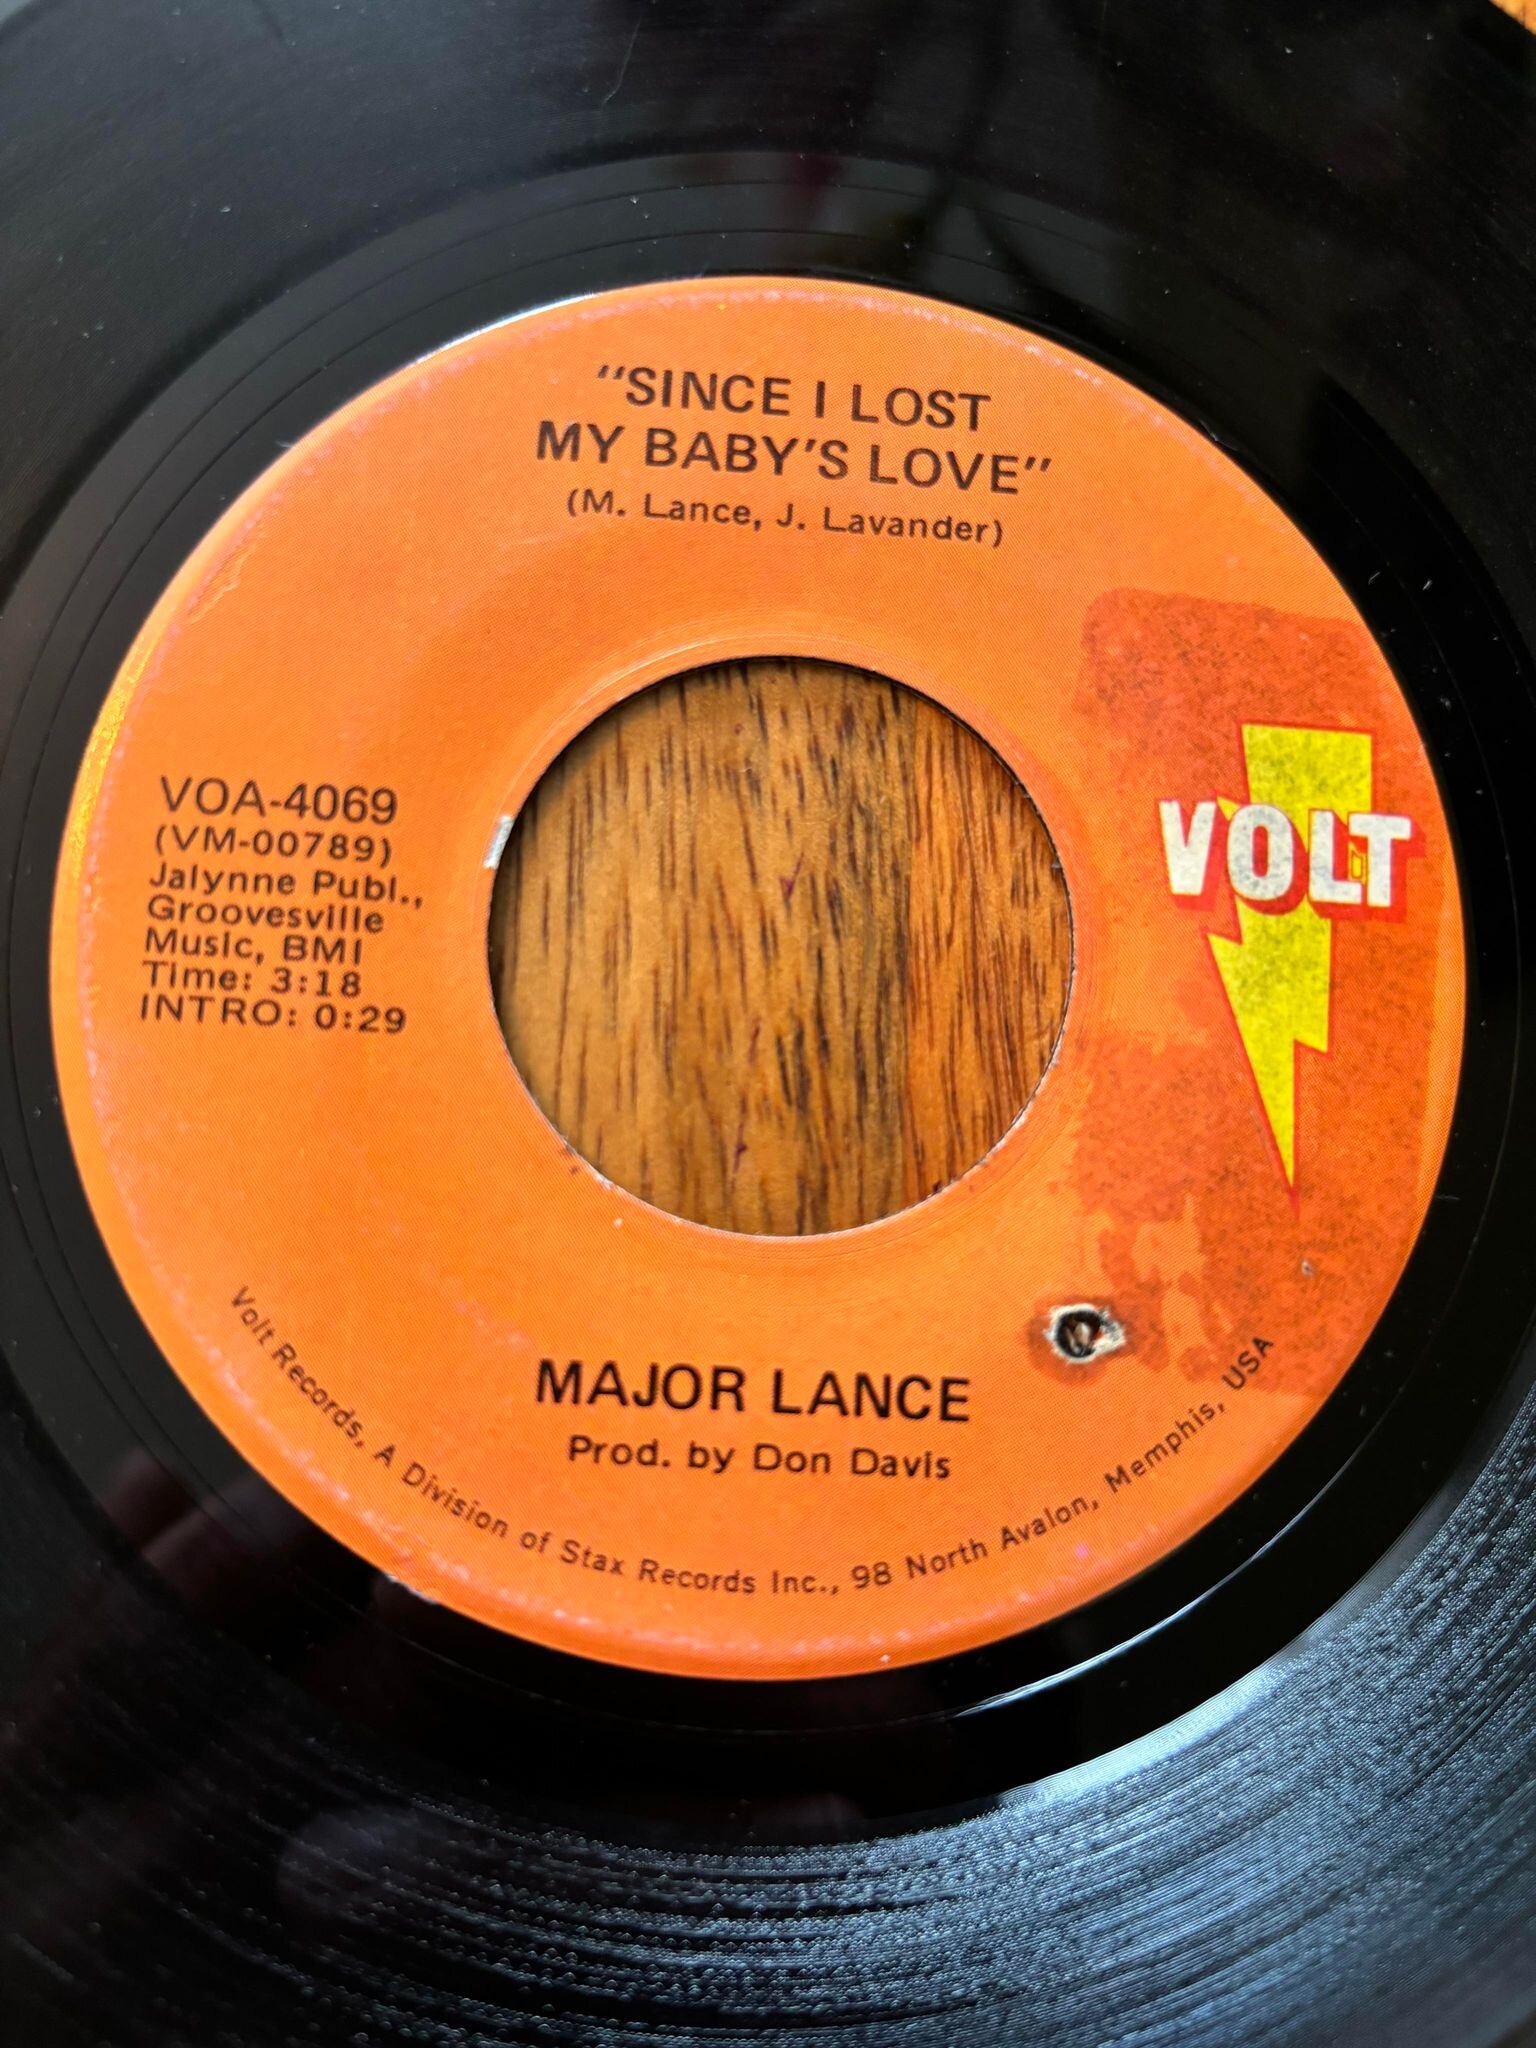 "SINCE I LOST
MY BABY'S LOVE"
(M. Lance, J. Lavander)
VOLT
VOA-4069
(VM-00789)
Jalynne Publ.,
Groovesville
Music, BMI
Time: 3:18
INTRO: 0:29
MAJOR LANCE
Prod. by Don Davis
Volt Records, A Division of Stax Records Inc., 98 North Avalon, Memphis, USA